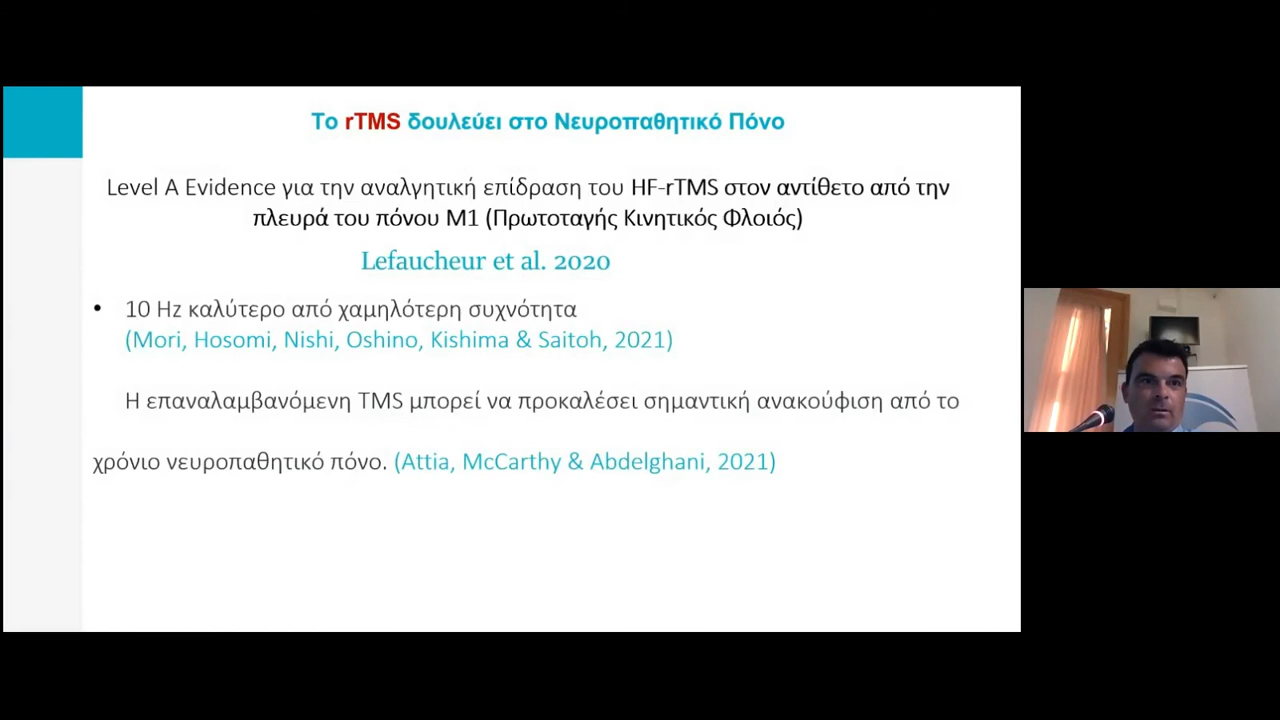 Το rTMS δουλεύει στο Νευροπαθητικό Πόνο
Level A Evidence για την αναλγητική επίδραση του HF-rTMS στον αντίθετο από την
πλευρά του πόνου M1 (Πρωτοταγής Κινητικός Φλοιός)
Lefaucheur et al. 2020
• 10 Hz καλύτερο από χαμηλότερη συχνότητα
(Mori, Hosomi, Nishi, Oshino, Kishima & Saitoh, 2021)
Η επαναλαμβανόμενη TMS μπορεί να προκαλέσει σημαντική ανακούφιση από το
χρόνιο νευροπαθητικό πόνο. (Attia, McCarthy & Abdelghani, 2021)